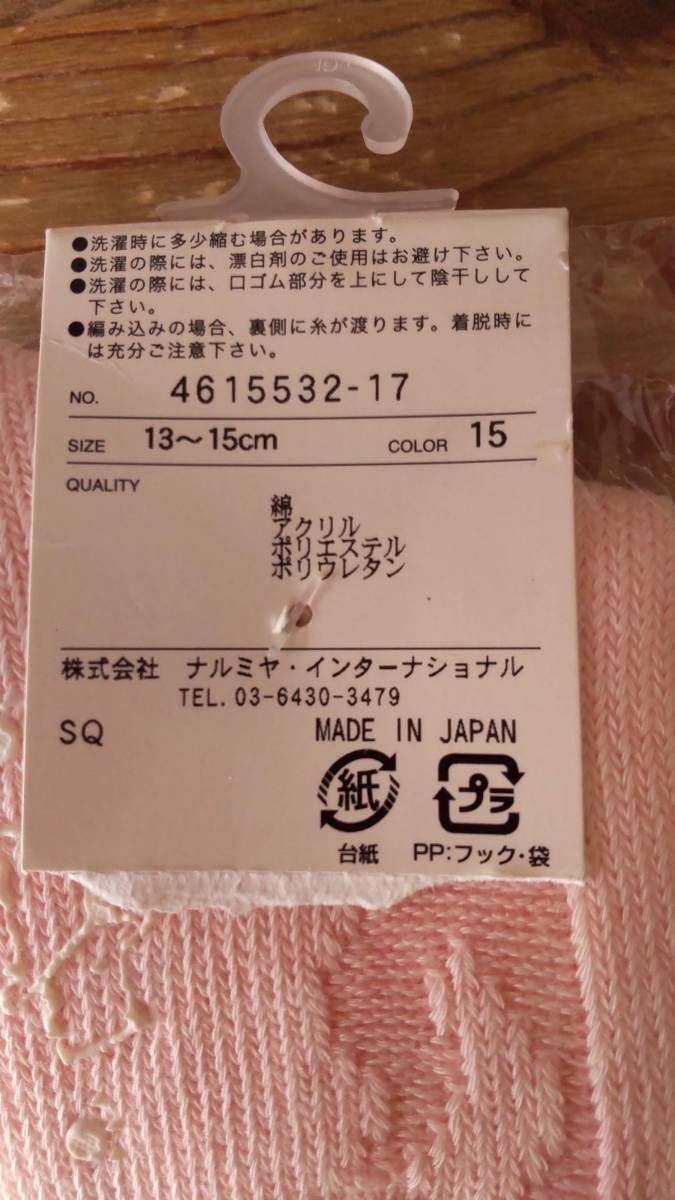 ●洗濯時に多少縮む場合があります。
●洗濯の際には、漂白剤のご使用はお避け下さい。
●洗濯の際には、口ゴム部分を上にして陰干しして
下さい。
●編み込みの場合、裏側に糸が渡ります。着脱時に
は充分ご注意下さい。
NO. 4615532-17
SIZE 13～15cm COLOR 15
QUALITY
綿
アクリル
ポリエステル
ポリウレタン
株式会社 ナルミヤ・インターナショナル
TEL. 03-6430-3479
SQ MADE IN JAPAN
紙 プラ
台紙 PP:フック・袋